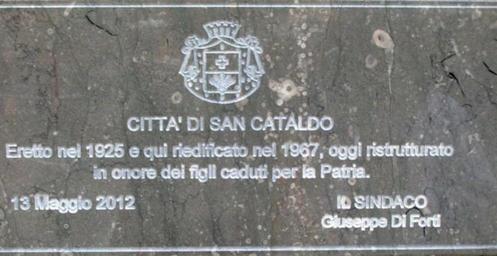 CITTA' DI SAN CATALDO
Eretto nel 1925 e qui riedificato nel 1967, oggi ristrutturato
in onore dei figli caduti per la Patria.
13 Maggio 2012
IL SINDACO
Giuseppe Di Forti